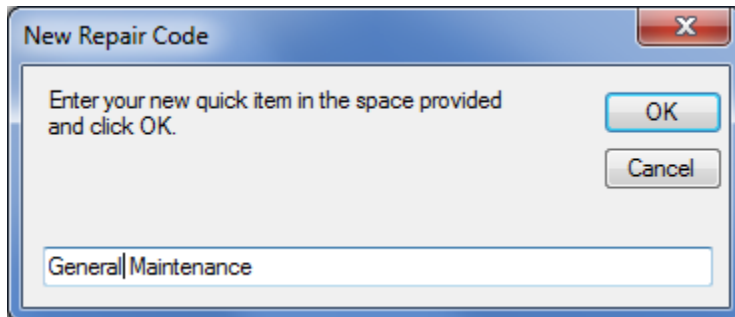 New Repair Code
Enter your new quick item in the space provided
and click OK.
OK
Cancel
General Maintenance